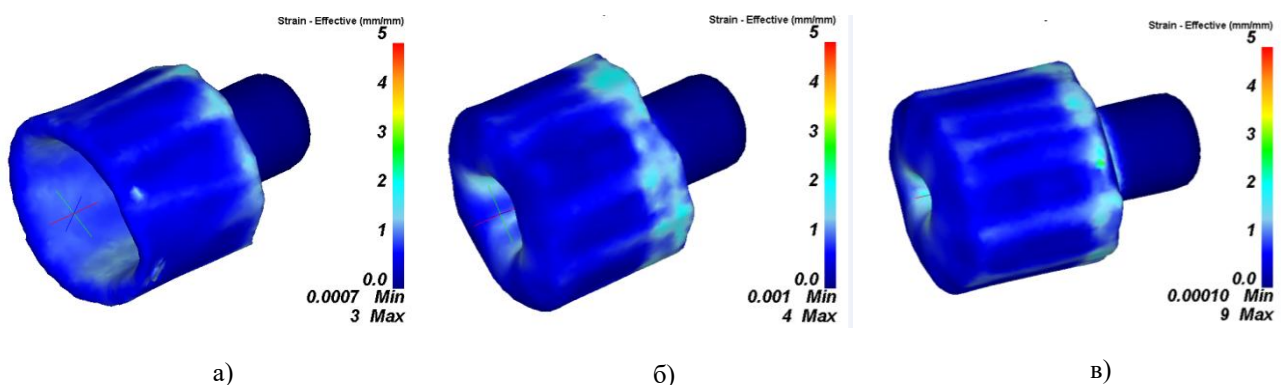 Strain - Effective (mm/mm)
5
4
3
2
1
0.0
0.0007 Min
3 Max
а)
Strain - Effective (mm/mm)
5
4
3
2
1
0.0
0.001 Min
4 Max
б)
Strain - Effective (mm/mm)
5
4
3
2
1
0.0
0.00010 Min
9 Max
в)